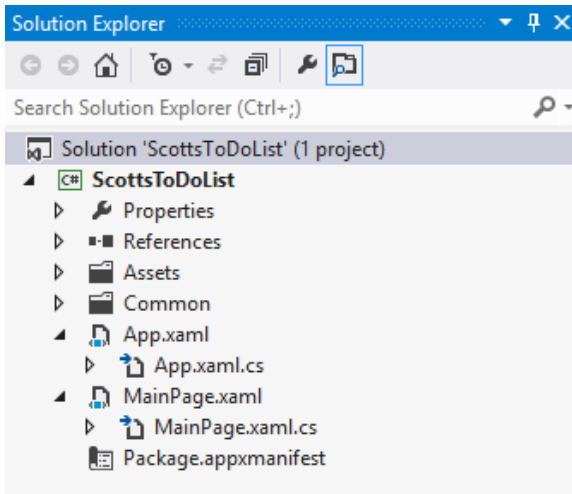 Solution Explorer
Search Solution Explorer (Ctrl+;)
Solution 'ScottsToDoList' (1 project)
C# ScottsToDoList
Properties
References
Assets
Common
App.xaml
App.xaml.cs
MainPage.xaml
MainPage.xaml.cs
Package.appxmanifest